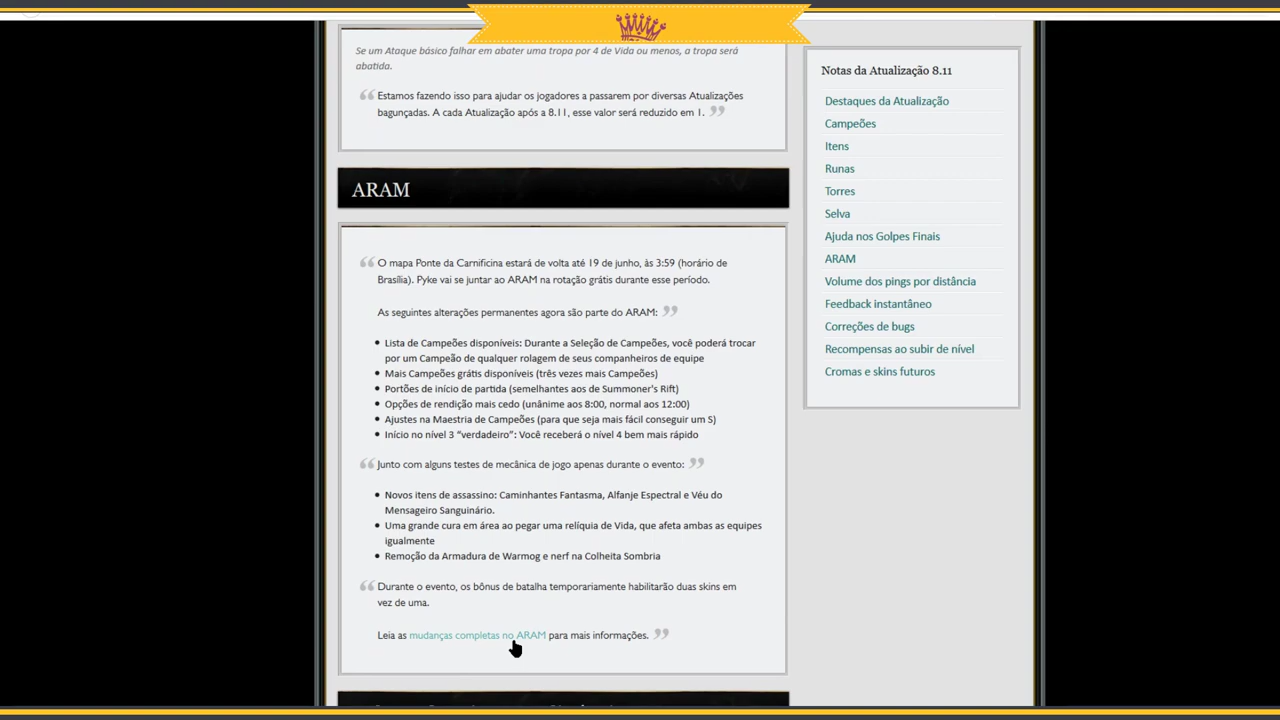 Se um Ataque básico falhar em abater uma tropa por 4 de Vida ou menos, a tropa será
abatida.
“ Estamos fazendo isso para ajudar os jogadores a passarem por diversas Atualizações
bagunçadas. A cada Atualização após a 8.11, esse valor será reduzido em 1. ”
ARAM
“ O mapa Ponte da Carnificina estará de volta até 19 de junho, às 3:59 (horário de
Brasília). Pyke vai se juntar ao ARAM na rotação grátis durante esse período.
As seguintes alterações permanentes agora são parte do ARAM: ”
• Lista de Campeões disponíveis: Durante a Seleção de Campeões, você poderá trocar
por um Campeão de qualquer rolagem de seus companheiros de equipe
• Mais Campeões grátis disponíveis (três vezes mais Campeões)
• Portões de início de partida (semelhantes aos de Summoner's Rift)
• Opções de rendição mais cedo (unânime aos 8:00, normal aos 12:00)
• Ajustes na Maestria de Campeões (para que seja mais fácil conseguir um S)
• Início no nível 3 “verdadeiro”: Você receberá o nível 4 bem mais rápido
“ Junto com alguns testes de mecânica de jogo apenas durante o evento: ”
• Novos itens de assassino: Caminhantes Fantasma, Alfanje Espectral e Véu do
Mensageiro Sanguinário.
• Uma grande cura em área ao pegar uma relíquia de Vida, que afeta ambas as equipes
igualmente
• Remoção da Armadura de Warmog e nerf na Colheita Sombria
“ Durante o evento, os bônus de batalha temporariamente habilitarão duas skins em
vez de uma.
Leia as mudanças completas no ARAM para mais informações. ”
Notas da Atualização 8.11
Destaques da Atualização
Campeões
Itens
Runas
Torres
Selva
Ajuda nos Golpes Finais
ARAM
Volume dos pings por distância
Feedback instantâneo
Correções de bugs
Recompensas ao subir de nível
Cromas e skins futuros